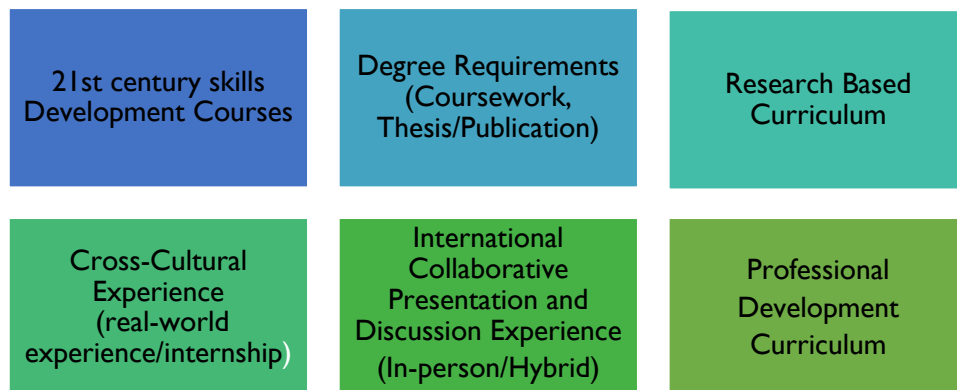 21st century skills
Development Courses
Degree Requirements
(Coursework,
Thesis/Publication)
Research Based
Curriculum
Cross-Cultural
Experience
(real-world
experience/internship)
International
Collaborative
Presentation and
Discussion Experience
(In-person/Hybrid)
Professional
Development
Curriculum